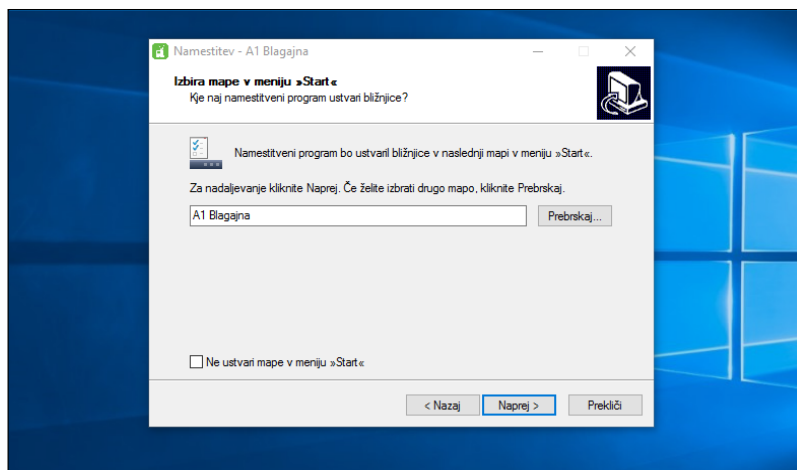 Namestitev - A1 Blagajna
Izbira mape v meniju »Start«
Kje naj namestitveni program ustvari bližnjice?
Namestitveni program bo ustvaril bližnjice v naslednji mapi v meniju »Start«.
Za nadaljevanje kliknite Naprej. Če želite izbrati drugo mapo, kliknite Prebrskaj.
A1 Blagajna
Prebrskaj...
Ne ustvari mape v meniju »Start«
< Nazaj
Naprej >
Prekliči